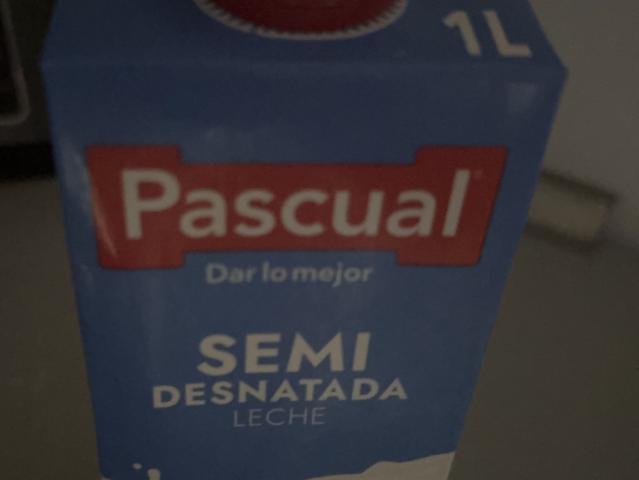 1L
Pascual
Dar lo mejor
SEMI
DESNATADA
LECHE